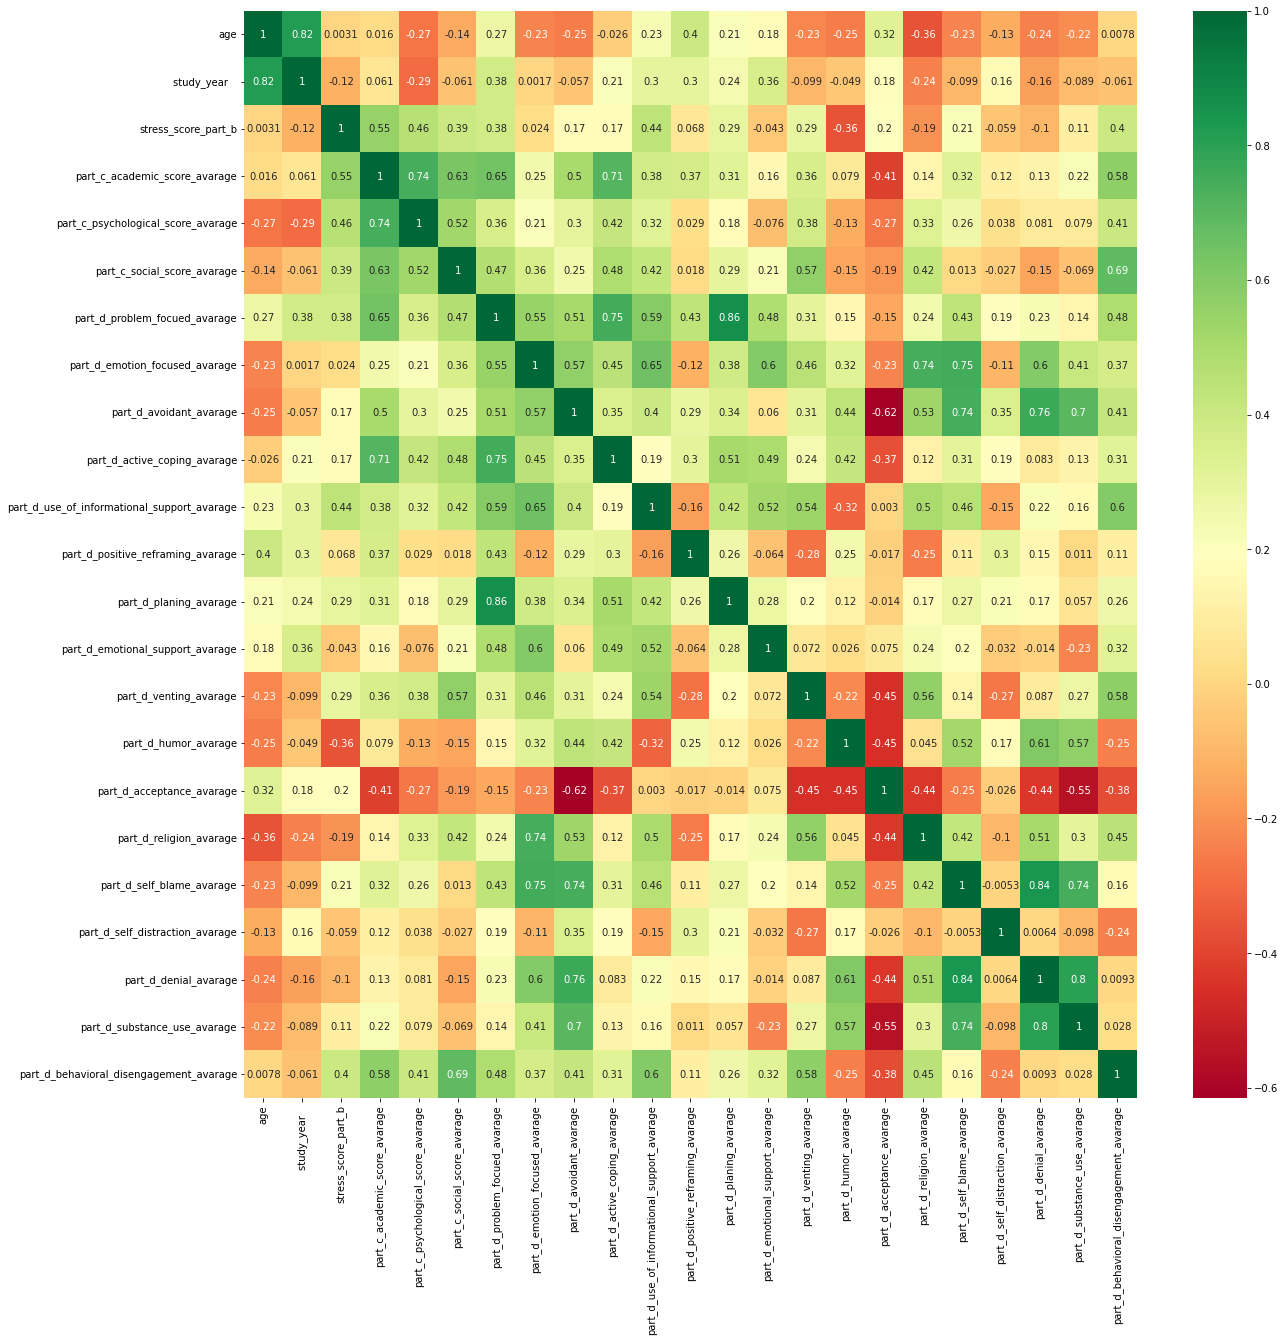 age 1 0.82 0.0031 0.016 -0.27 -0.14 0.27 -0.23 -0.25 -0.026 0.23 0.4 0.21 0.18 -0.23 -0.25 0.32 -0.36 -0.23 -0.13 -0.24 -0.22 0.0078
study_year 0.82 1 -0.12 0.061 -0.29 -0.061 0.38 0.0017 -0.057 0.21 0.3 0.3 0.24 0.36 -0.099 -0.049 0.18 -0.24 -0.099 0.16 -0.16 -0.089 -0.061
stress_score_part_b 0.0031 -0.12 1 0.55 0.46 0.39 0.38 0.024 0.17 0.17 0.44 0.068 0.29 -0.043 0.29 -0.36 0.2 -0.19 0.21 -0.059 -0.1 0.11 0.4
part_c_academic_score_avarage 0.016 0.061 0.55 1 0.74 0.63 0.65 0.25 0.5 0.71 0.38 0.37 0.31 0.16 0.36 0.079 -0.41 0.14 0.32 0.12 0.13 0.22 0.58
part_c_psychological_score_avarage -0.27 -0.29 0.46 0.74 1 0.52 0.36 0.21 0.3 0.42 0.32 0.029 0.18 -0.076 0.38 -0.13 -0.27 0.33 0.26 0.038 0.081 0.079 0.41
part_c_social_score_avarage -0.14 -0.061 0.39 0.63 0.52 1 0.47 0.36 0.25 0.48 0.42 0.018 0.29 0.21 0.57 -0.15 -0.19 0.42 0.013 -0.027 -0.15 -0.069 0.69
part_d_problem_focued_avarage 0.27 0.38 0.38 0.65 0.36 0.47 1 0.55 0.51 0.75 0.59 0.43 0.86 0.48 0.31 0.15 -0.15 0.24 0.43 0.19 0.23 0.14 0.48
part_d_emotion_focused_avarage -0.23 0.0017 0.024 0.25 0.21 0.36 0.55 1 0.57 0.45 0.65 -0.12 0.38 0.6 0.46 0.32 -0.23 0.74 0.75 -0.11 0.6 0.41 0.37
part_d_avoidant_avarage -0.25 -0.057 0.17 0.5 0.3 0.25 0.51 0.57 1 0.35 0.4 0.29 0.34 0.06 0.31 0.44 -0.62 0.53 0.74 0.35 0.76 0.7 0.41
part_d_active_coping_avarage -0.026 0.21 0.17 0.71 0.42 0.48 0.75 0.45 0.35 1 0.19 0.3 0.51 0.49 0.24 0.42 -0.37 0.12 0.31 0.19 0.083 0.13 0.31
part_d_use_of_informational_support_avarage 0.23 0.3 0.44 0.38 0.32 0.42 0.59 0.65 0.4 0.19 1 -0.16 0.42 0.52 0.54 -0.32 0.003 0.5 0.46 -0.15 0.22 0.16 0.6
part_d_positive_reframing_avarage 0.4 0.3 0.068 0.37 0.029 0.018 0.43 -0.12 0.29 0.3 -0.16 1 0.26 -0.064 -0.28 0.25 -0.017 -0.25 0.11 0.3 0.15 0.011 0.11
part_d_planing_avarage 0.21 0.24 0.29 0.31 0.18 0.29 0.86 0.38 0.34 0.51 0.42 0.26 1 0.28 0.2 0.12 -0.014 0.17 0.27 0.21 0.17 0.057 0.26
part_d_emotional_support_avarage 0.18 0.36 -0.043 0.16 -0.076 0.21 0.48 0.6 0.06 0.49 0.52 -0.064 0.28 1 0.072 0.026 0.075 0.24 0.2 -0.032 -0.014 -0.23 0.32
part_d_venting_avarage -0.23 -0.099 0.29 0.36 0.38 0.57 0.31 0.46 0.31 0.24 0.54 -0.28 0.2 0.072 1 -0.22 -0.45 0.56 0.14 -0.27 0.087 0.27 0.58
part_d_humor_avarage -0.25 -0.049 -0.36 0.079 -0.13 -0.15 0.15 0.32 0.44 0.42 -0.32 0.25 0.12 0.026 -0.22 1 -0.45 0.045 0.52 0.17 0.61 0.57 -0.25
part_d_acceptance_avarage 0.32 0.18 0.2 -0.41 -0.27 -0.19 -0.15 -0.23 -0.62 -0.37 0.003 -0.017 -0.014 0.075 -0.45 -0.45 1 -0.44 -0.25 -0.026 -0.44 -0.55 -0.38
part_d_religion_avarage -0.36 -0.24 -0.19 0.14 0.33 0.42 0.24 0.74 0.53 0.12 0.5 -0.25 0.17 0.24 0.56 0.045 -0.44 1 0.42 -0.1 0.51 0.3 0.45
part_d_self_blame_avarage -0.23 -0.099 0.21 0.32 0.26 0.013 0.43 0.75 0.74 0.31 0.46 0.11 0.27 0.2 0.14 0.52 -0.25 0.42 1 -0.0053 0.84 0.74 0.16
part_d_self_distraction_avarage -0.13 0.16 -0.059 0.12 0.038 -0.027 0.19 -0.11 0.35 0.19 -0.15 0.3 0.21 -0.032 -0.27 0.17 -0.026 -0.1 -0.0053 1 0.0064 -0.098 -0.24
part_d_denial_avarage -0.24 -0.16 -0.1 0.13 0.081 -0.15 0.23 0.6 0.76 0.083 0.22 0.15 0.17 -0.014 0.087 0.61 -0.44 0.51 0.84 0.0064 1 0.8 0.0093
part_d_substance_use_avarage -0.22 -0.089 0.11 0.22 0.079 -0.069 0.14 0.41 0.7 0.13 0.16 0.011 0.057 -0.23 0.27 0.57 -0.55 0.3 0.74 -0.098 0.8 1 0.028
part_d_behavioral_disengagement_avarage 0.0078 -0.061 0.4 0.58 0.41 0.69 0.48 0.37 0.41 0.31 0.6 0.11 0.26 0.32 0.58 -0.25 -0.38 0.45 0.16 -0.24 0.0093 0.028 1
age
study_year
stress_score_part_b
part_c_academic_score_avarage
part_c_psychological_score_avarage
part_c_social_score_avarage
part_d_problem_focued_avarage
part_d_emotion_focused_avarage
part_d_avoidant_avarage
part_d_active_coping_avarage
part_d_use_of_informational_support_avarage
part_d_positive_reframing_avarage
part_d_planing_avarage
part_d_emotional_support_avarage
part_d_venting_avarage
part_d_humor_avarage
part_d_acceptance_avarage
part_d_religion_avarage
part_d_self_blame_avarage
part_d_self_distraction_avarage
part_d_denial_avarage
part_d_substance_use_avarage
part_d_behavioral_disengagement_avarage
1.0
0.8
0.6
0.4
0.2
0.0
−0.2
−0.4
−0.6